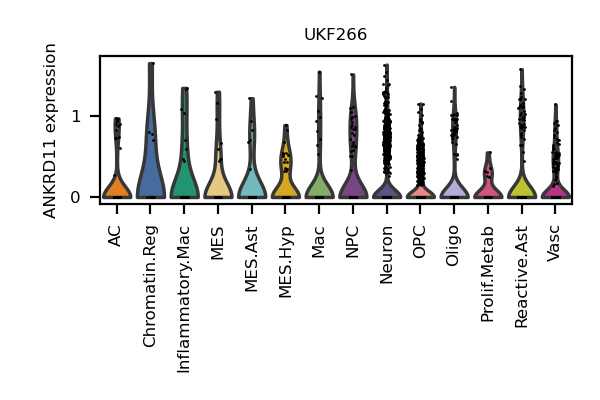 UKF266
ANKRD11 expression
1
0
AC
Chromatin.Reg
Inflammatory.Mac
MES
MES.Ast
MES.Hyp
Mac
NPC
Neuron
OPC
Oligo
Prolif.Metab
Reactive.Ast
Vasc